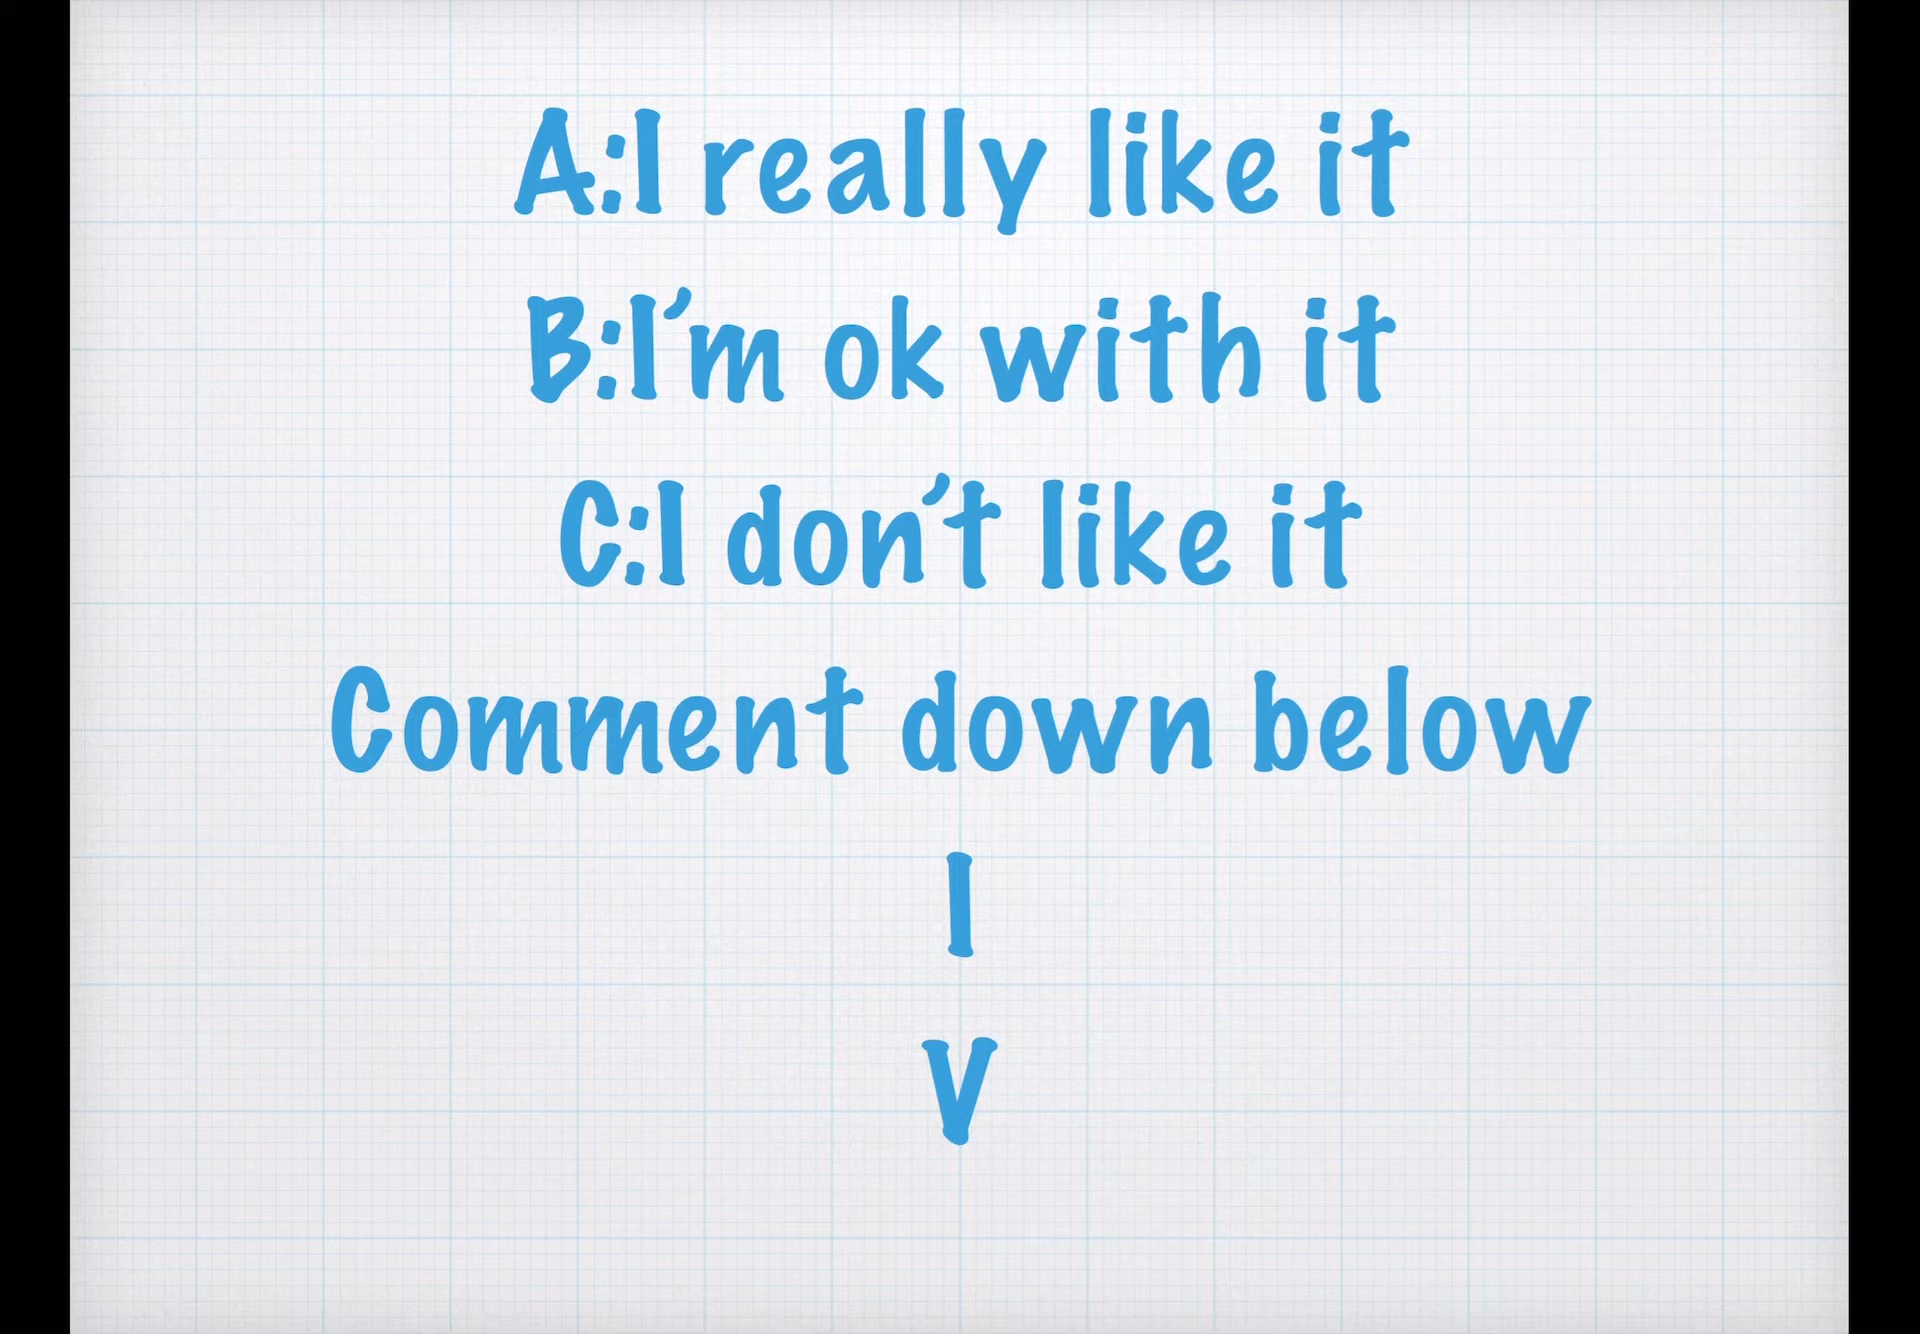 A:I really like it
B:I’m ok with it
C:I don’t like it
Comment down below
I
V